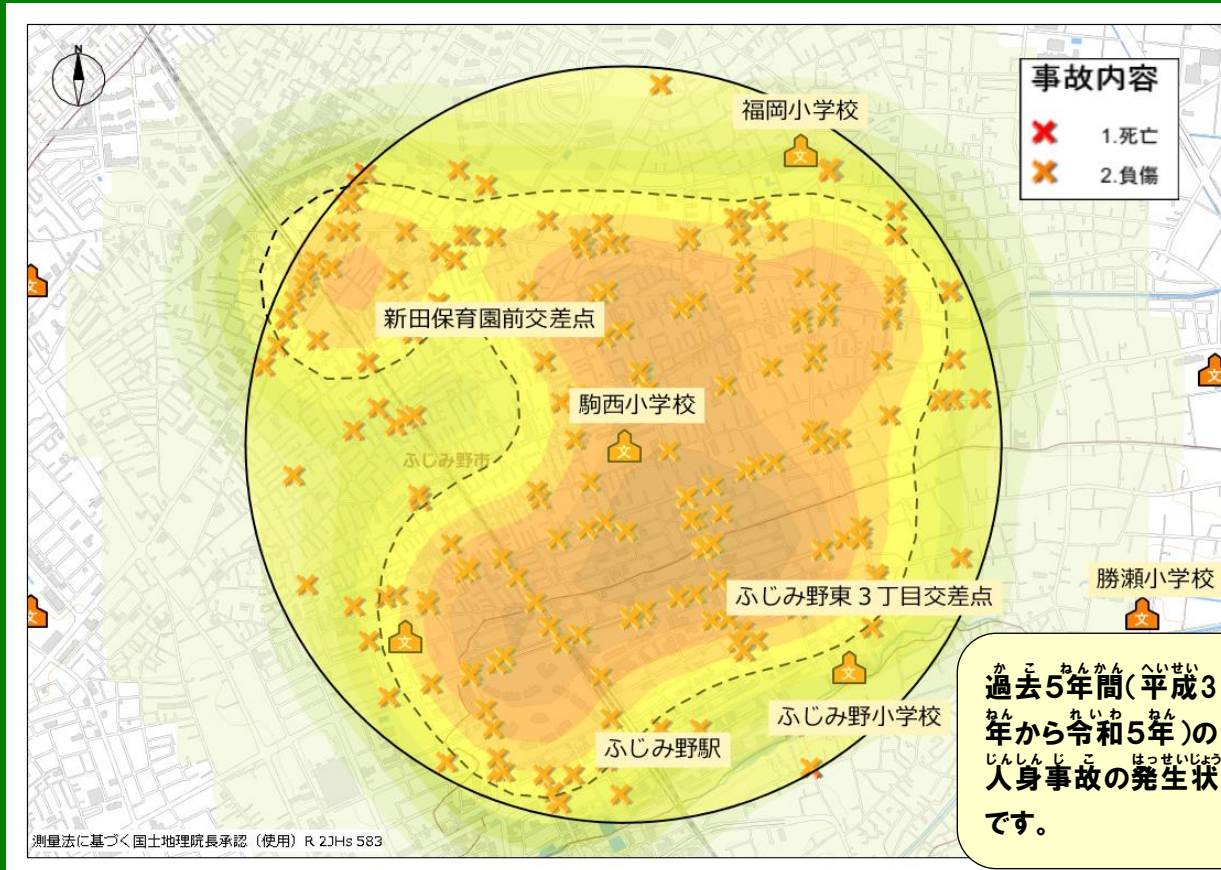 N
事故内容
1.死亡
2.負傷
福岡小学校
新田保育園前交差点
駒西小学校
ふじみ野市
ふじみ野東3丁目交差点
勝瀬小学校
ふじみ野小学校
ふじみ野駅
過去5年間(平成3
年から令和5年)の
人身事故の発生状
です。
測量法に基づく国土地理院長承認(使用)R 2JHs 583
文